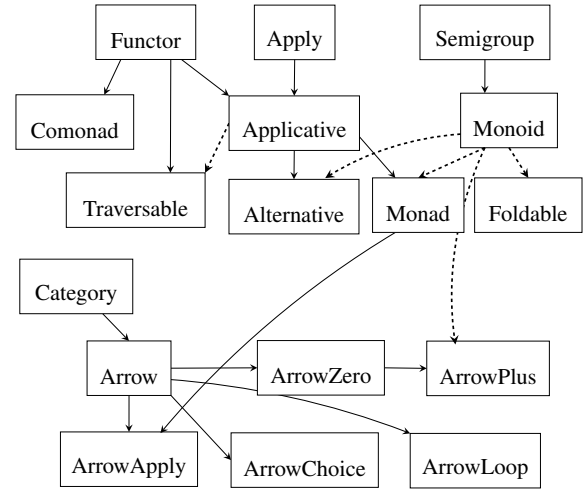 Functor
Apply
Semigroup
Comonad
Applicative
Monoid
Traversable
Alternative
Monad
Foldable
Category
Arrow
ArrowZero
ArrowPlus
ArrowApply
ArrowChoice
ArrowLoop